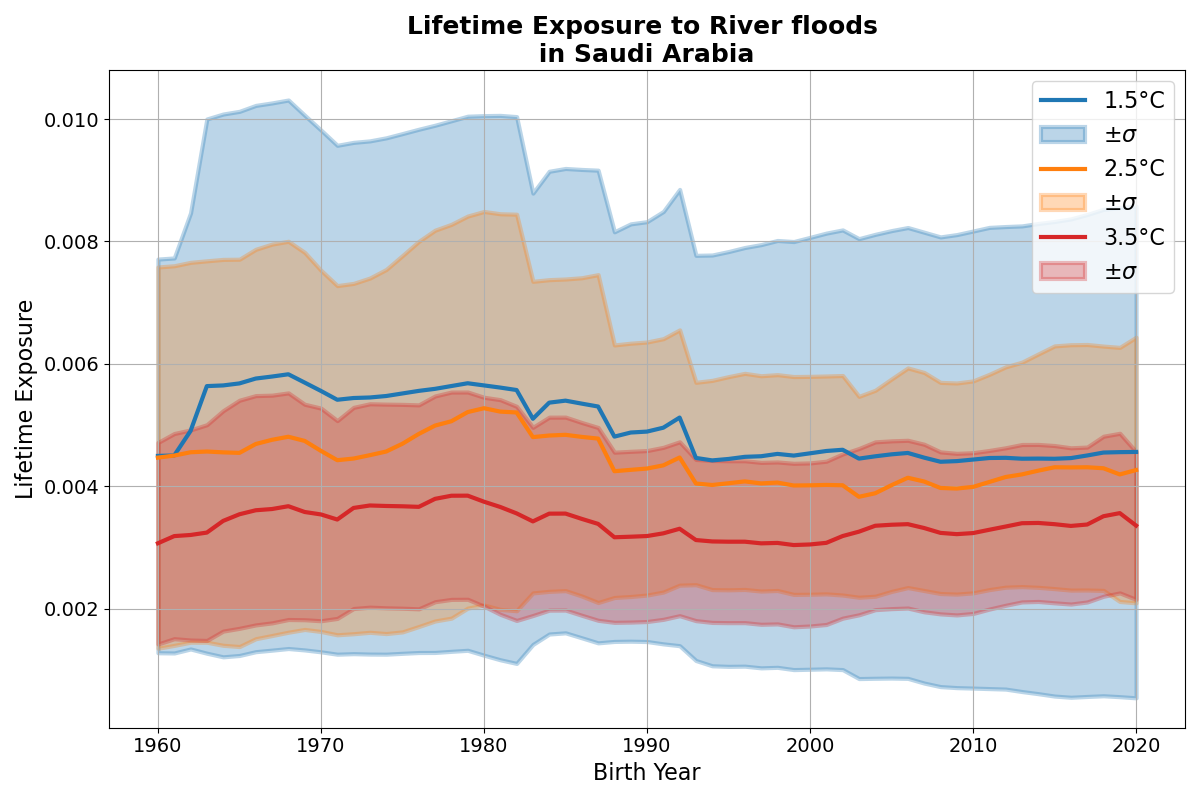 Lifetime Exposure to River floods
in Saudi Arabia
Lifetime Exposure
0.010
0.008
0.006
0.004
0.002
1.5°C
±σ
2.5°C
±σ
3.5°C
±σ
1960 1970 1980 1990 2000 2010 2020
Birth Year